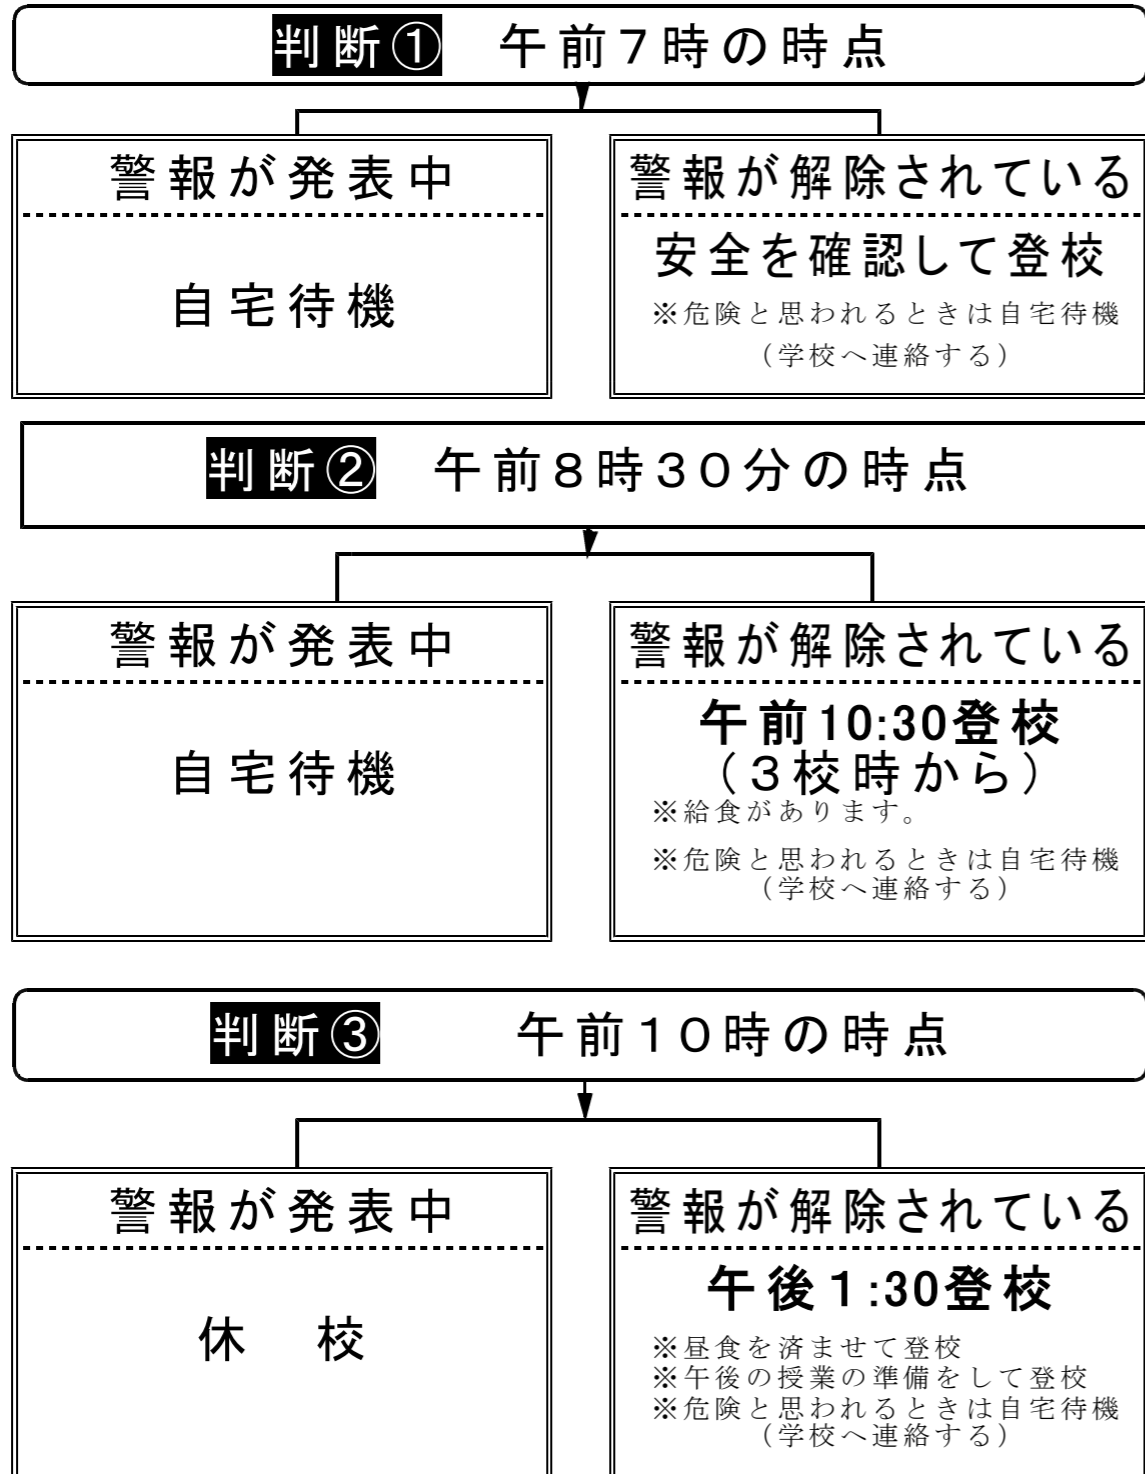 判断① 午前７時の時点
警報が発表中
自宅待機
警報が解除されている
安全を確認して登校
※危険と思われるときは自宅待機
（学校へ連絡する）
判断② 午前８時３０分の時点
警報が発表中
自宅待機
警報が解除されている
午前10:30登校
（３校時から）
※給食があります。
※危険と思われるときは自宅待機
（学校へ連絡する）
判断③ 午前１０時の時点
警報が発表中
休 校
警報が解除されている
午後１:30登校
※昼食を済ませて登校
※午後の授業の準備をして登校
※危険と思われるときは自宅待機
（学校へ連絡する）